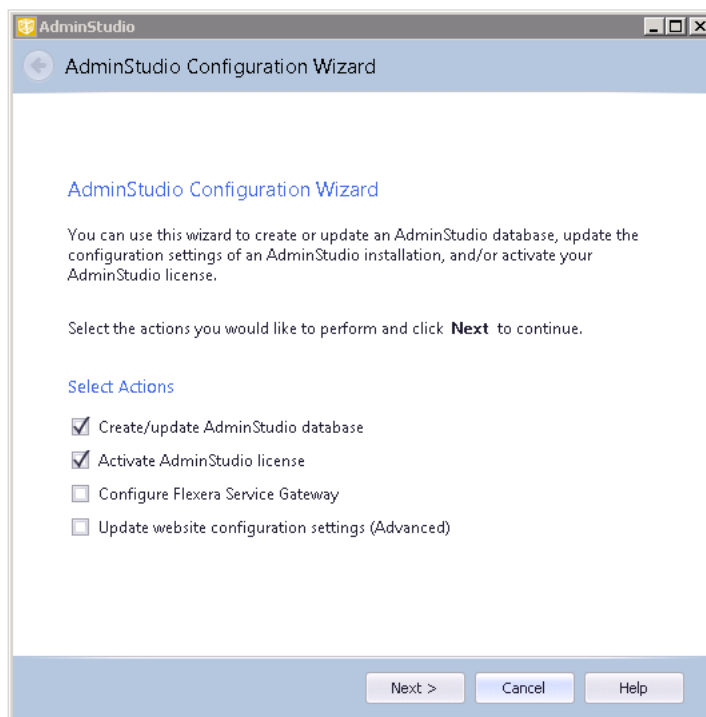 AdminStudio
AdminStudio Configuration Wizard
AdminStudio Configuration Wizard
You can use this wizard to create or update an AdminStudio database, update the
configuration settings of an AdminStudio installation, and/or activate your
AdminStudio license.
Select the actions you would like to perform and click Next to continue.
Select Actions
Create/update AdminStudio database
Activate AdminStudio license
Configure Flexera Service Gateway
Update website configuration settings (Advanced)
Next > Cancel Help